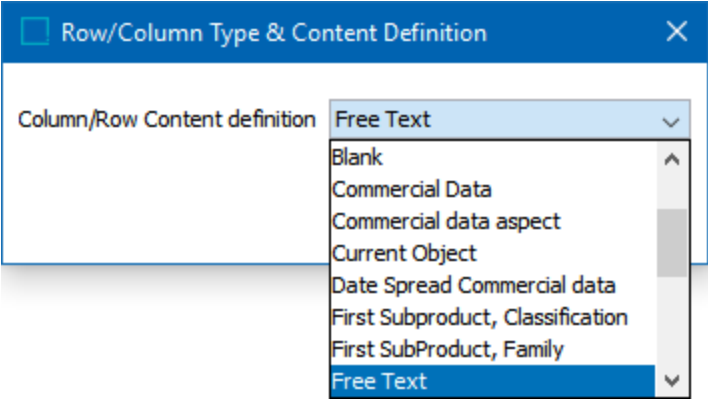 Row/Column Type & Content Definition
Column/Row Content definition Free Text
Blank
Commercial Data
Commercial data aspect
Current Object
Date Spread Commercial data
First Subproduct, Classification
First SubProduct, Family
Free Text